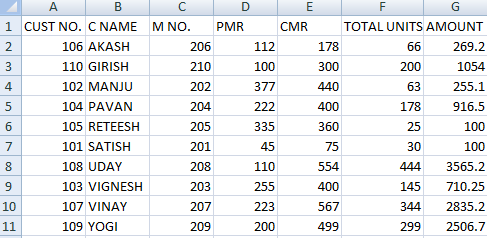 A B C D E F G
1 CUST NO. C NAME M NO. PMR CMR TOTAL UNITS AMOUNT
2 106 AKASH 206 112 178 66 269.2
3 110 GIRISH 210 100 300 200 1054
4 102 MANJU 202 377 440 63 255.1
5 104 PAVAN 204 222 400 178 916.5
6 105 RETEESH 205 335 360 25 100
7 101 SATISH 201 45 75 30 100
8 108 UDAY 208 110 554 444 3565.2
9 103 VIGNESH 203 255 400 145 710.25
10 107 VINAY 207 223 567 344 2835.2
11 109 YOGI 209 200 499 299 2506.7